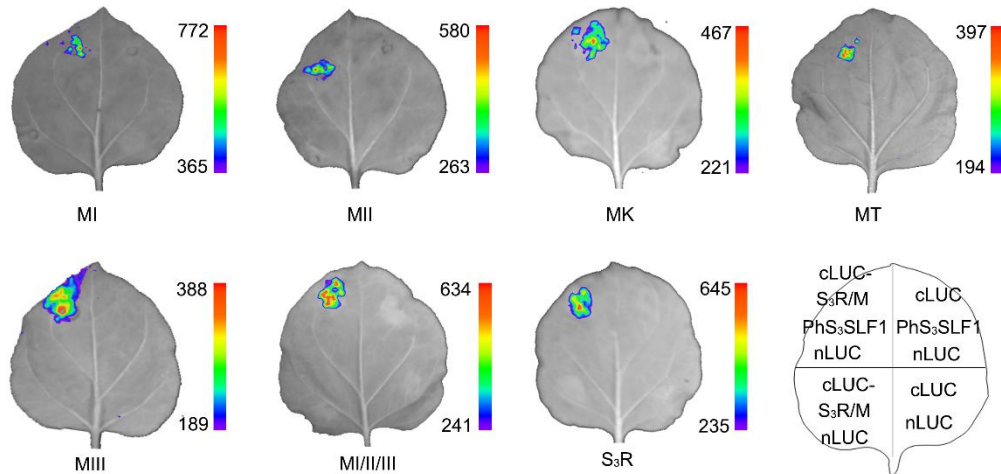 772
365
MI
580
263
MII
467
221
MK
397
194
MT
388
189
MIII
634
241
MI/II/III
645
235
S₃R
cLUC-
S₃R/M
PhS₃SLF1
nLUC
cLUC
PhS₃SLF1
nLUC
cLUC-
S₃R/M
nLUC
cLUC
nLUC